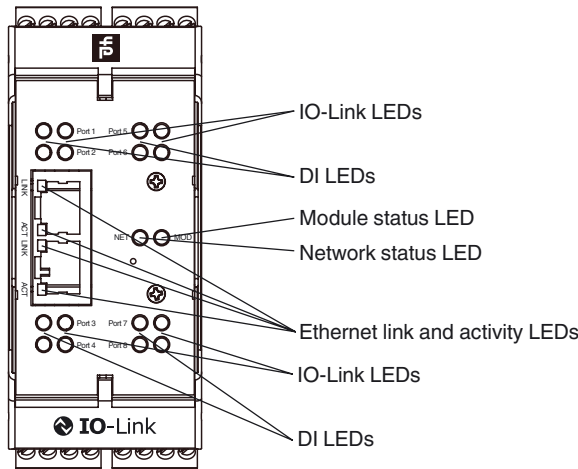 Port 1 Port 5
Port 2 Port 6
IO-Link LEDs
DI LEDs
LINK
ACT
LINK
ACT
NET MOD
Module status LED
Network status LED
Ethernet link and activity LEDs
Port 3 Port 7
Port 4 Port 8
IO-Link LEDs
DI LEDs
IO-Link